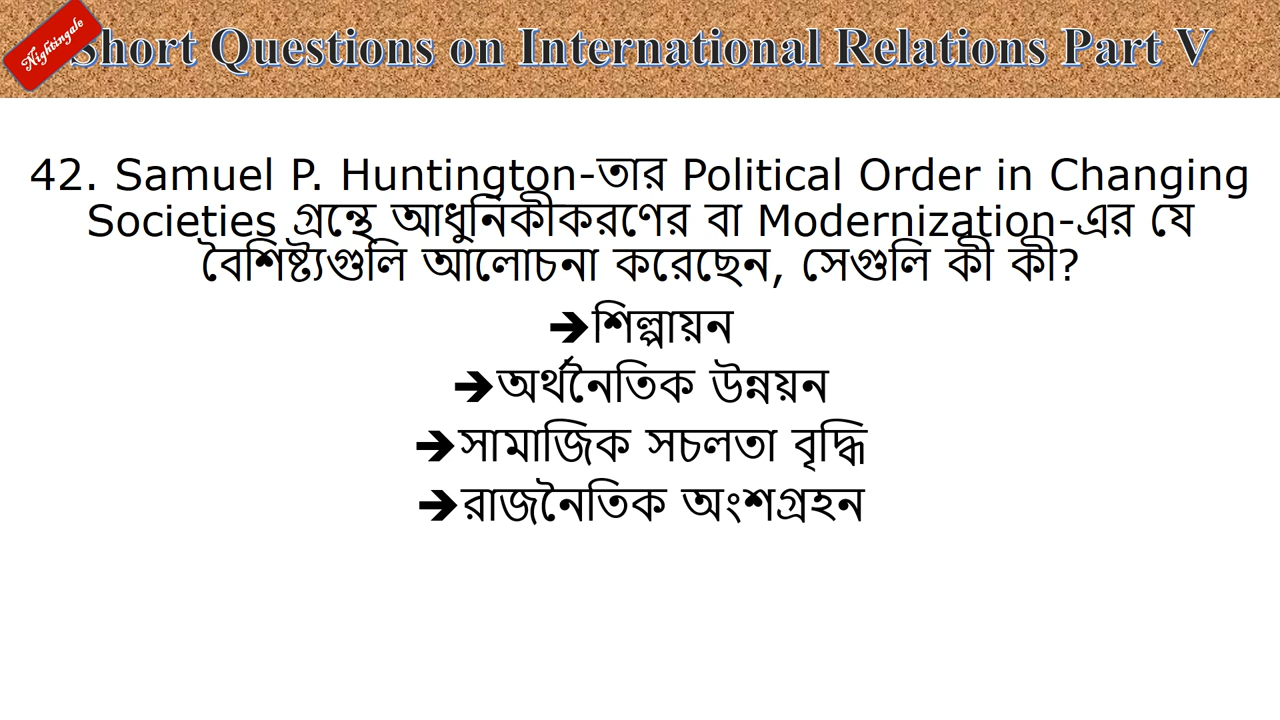 Nightingale
Short Questions on International Relations Part V
42. Samuel P. Huntington-তার Political Order in Changing
Societies গ্রন্থে আধুনিকীকরণের বা Modernization-এর যে
বৈশিষ্ট্যগুলি আলোচনা করেছেন, সেগুলি কী কী?
➔শিল্পায়ন
➔অর্থনৈতিক উন্নয়ন
➔সামাজিক সচলতা বৃদ্ধি
➔রাজনৈতিক অংশগ্রহন